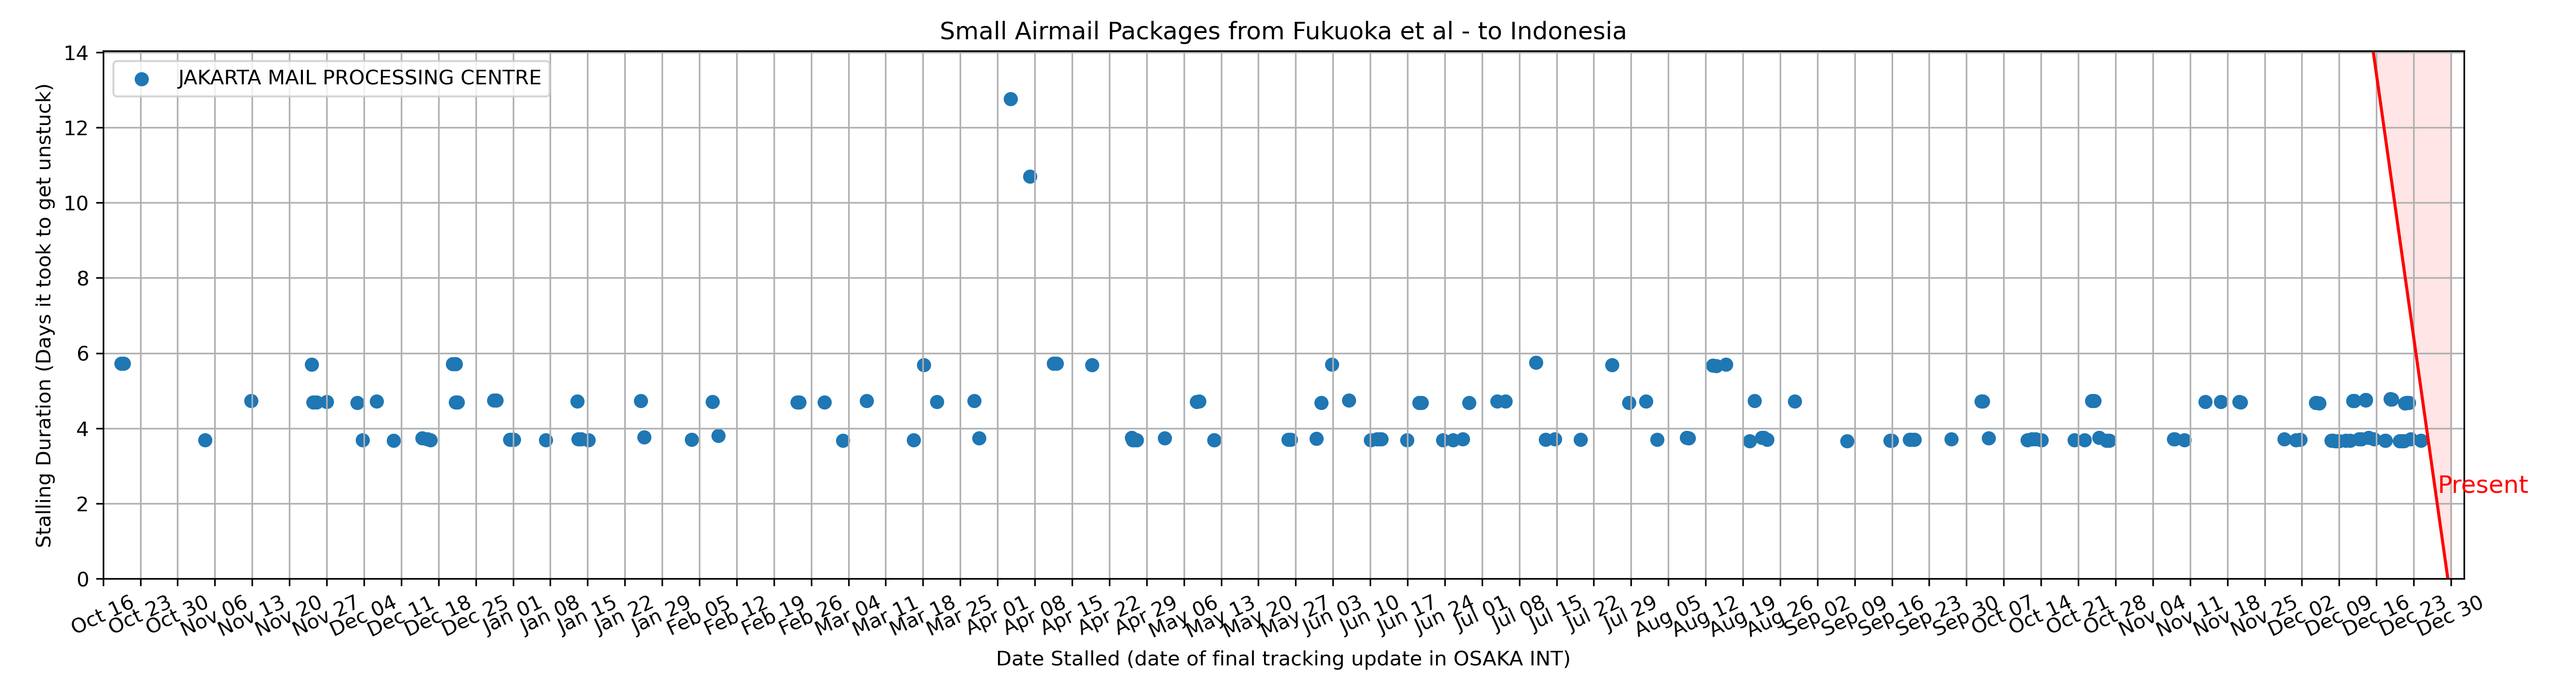 Small Airmail Packages from Fukuoka et al - to Indonesia
JAKARTA MAIL PROCESSING CENTRE
Stalling Duration (Days it took to get unstuck)
14
12
10
8
6
4
2
0
Present
Oct 16
Oct 23
Oct 30
Nov 06
Nov 13
Nov 20
Nov 27
Dec 04
Dec 11
Dec 18
Dec 25
Jan 01
Jan 08
Jan 15
Jan 22
Jan 29
Feb 05
Feb 12
Feb 19
Feb 26
Mar 04
Mar 11
Mar 18
Mar 25
Apr 01
Apr 08
Apr 15
Apr 22
Apr 29
May 06
May 13
May 20
May 27
Jun 03
Jun 10
Jun 17
Jun 24
Jul 01
Jul 08
Jul 15
Jul 22
Jul 29
Aug 05
Aug 12
Aug 19
Aug 26
Sep 02
Sep 09
Sep 16
Sep 23
Sep 30
Oct 07
Oct 14
Oct 21
Oct 28
Nov 04
Nov 11
Nov 18
Nov 25
Dec 02
Dec 09
Dec 16
Dec 23
Dec 30
Date Stalled (date of final tracking update in OSAKA INT)